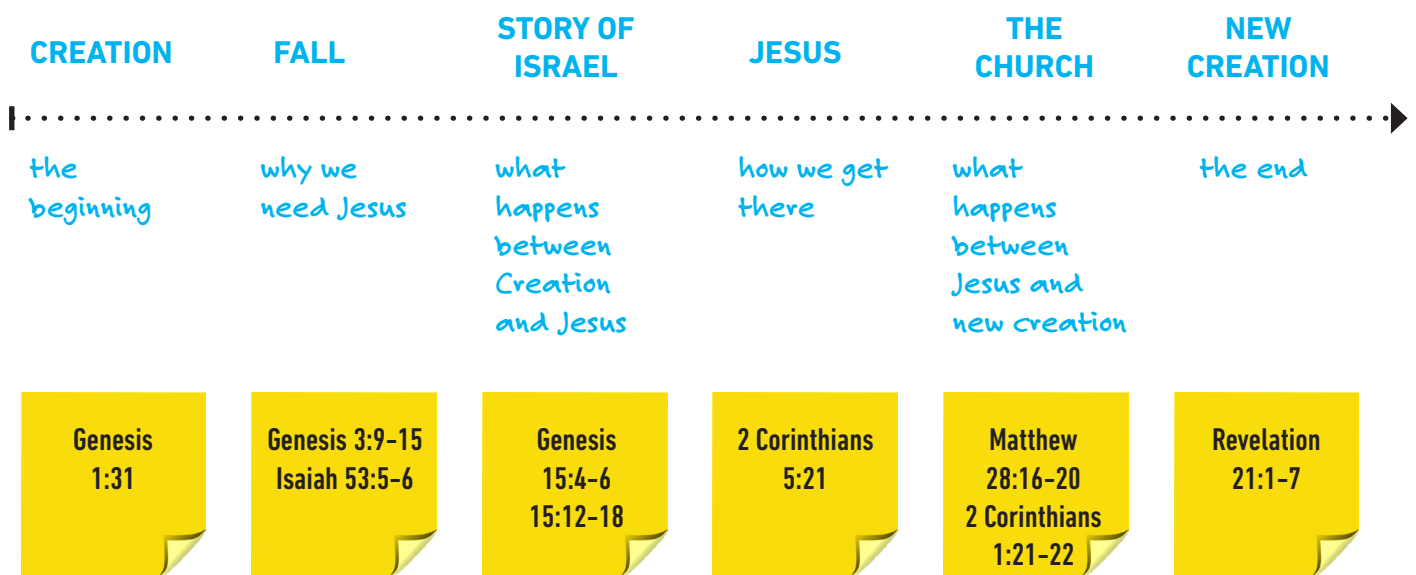 CREATION
FALL
STORY OF
ISRAEL
JESUS
THE
CHURCH
NEW
CREATION
the
beginning
why we
need Jesus
what
happens
between
Creation
and Jesus
how we get
there
what
happens
between
Jesus and
new creation
the end
Genesis
1:31
Genesis 3:9–15
Isaiah 53:5–6
Genesis
15:4–6
15:12–18
2 Corinthians
5:21
Matthew
28:16–20
2 Corinthians
1:21–22
Revelation
21:1–7